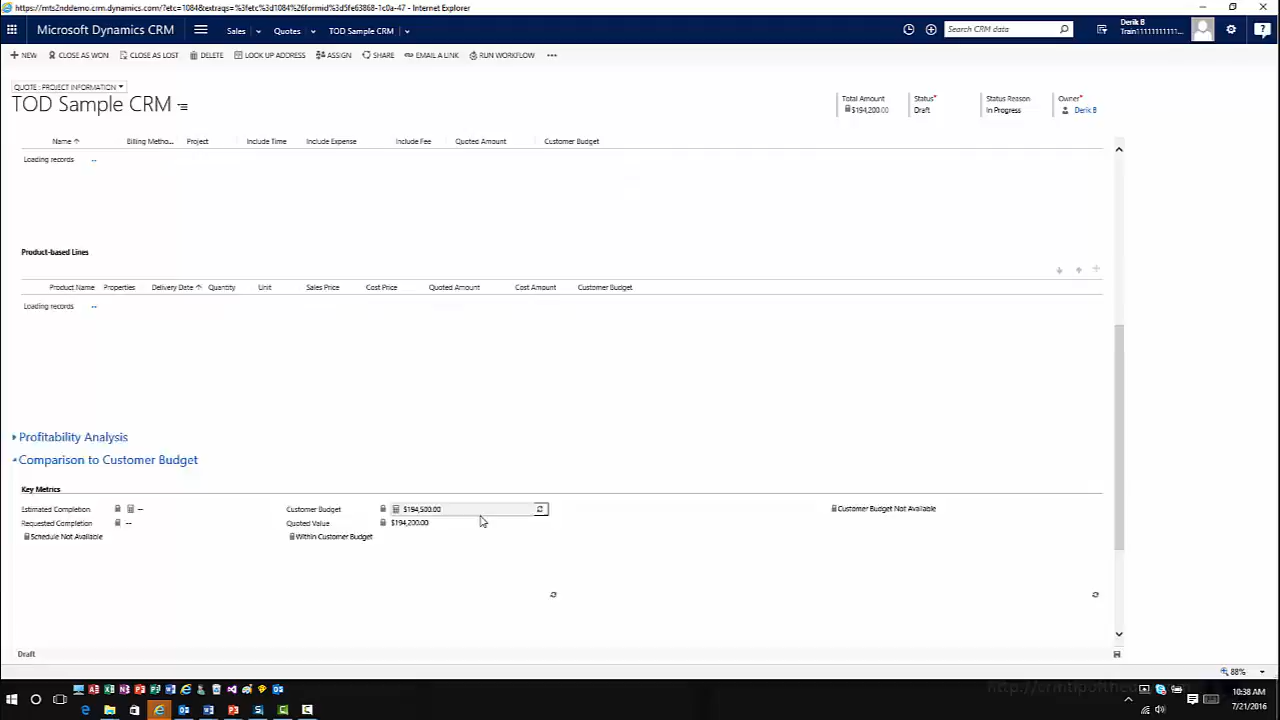 https://mts2nddemo.crm.dynamics.com/?etc=1084&extraqs=%3fetc%3d1084%26formid%3d5fe63868-1c0a-47 - Internet Explorer
Microsoft Dynamics CRM Sales Quotes TOD Sample CRM Search CRM data Derik B
Train11111111111...
NEW CLOSE AS WON CLOSE AS LOST DELETE LOOK UP ADDRESS ASSIGN SHARE EMAIL A LINK RUN WORKFLOW ...
QUOTE : PROJECT INFORMATION
TOD Sample CRM
Total Amount Status* Status Reason Owner*
$194,200.00 Draft In Progress Derik B
Name Billing Metho... Project Include Time Include Expense Include Fee Quoted Amount Customer Budget
Loading records
Product-based Lines
Product Name Properties Delivery Date Quantity Unit Sales Price Cost Price Quoted Amount Cost Amount Customer Budget
Loading records
Profitability Analysis
Comparison to Customer Budget
Key Metrics
Estimated Completion -- Customer Budget $194,500.00 Customer Budget Not Available
Requested Completion -- Quoted Value $194,200.00
Schedule Not Available Within Customer Budget
Draft
88%
10:38 AM
7/21/2016